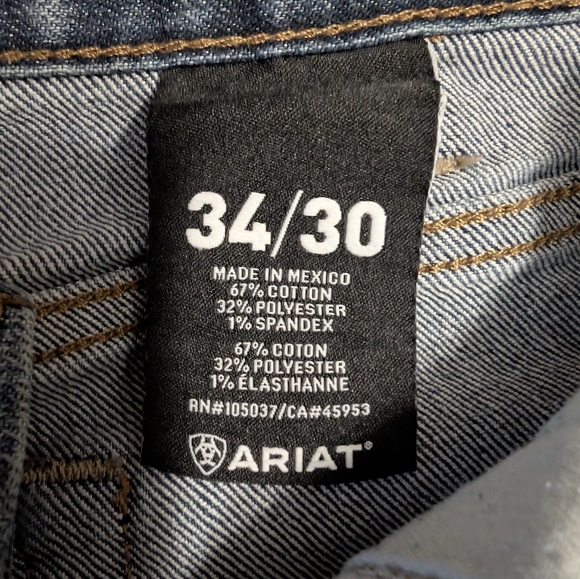 34/30
MADE IN MEXICO
67% COTTON
32% POLYESTER
1% SPANDEX
67% COTON
32% POLYESTER
1% ÉLASTHANNE
RN#105037/CA#45953
ARIAT®